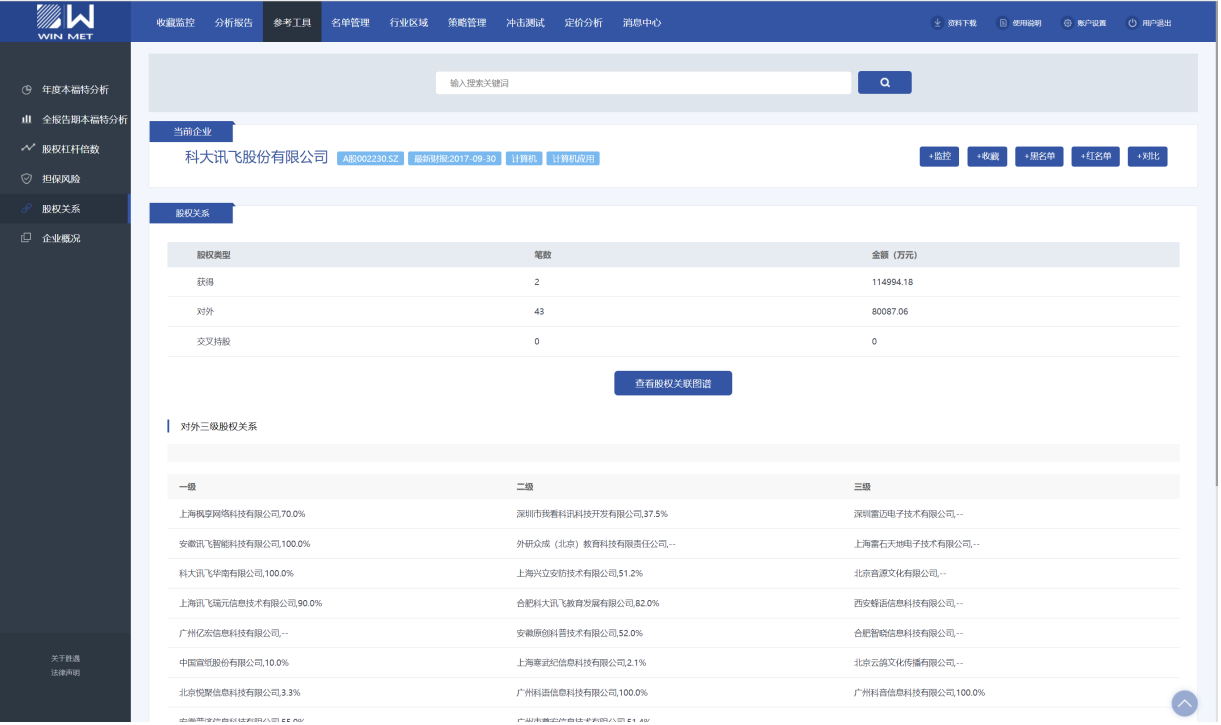 WIN MET
收藏监控 分析报告 参考工具 名单管理 行业区域 策略管理 冲击测试 定价分析 消息中心 资料下载 使用说明 账户设置 用户退出
年度本福特分析
全报告期本福特分析
股权杠杆倍数
担保风险
股权关系
企业概况
关于胜遇
法律声明
输入搜索关键词
当前企业
科大讯飞股份有限公司 A股002230.SZ 最新财报:2017-09-30 计算机 计算机应用 +监控 +收藏 +黑名单 +红名单 +对比
股权关系
股权类型 笔数 金额（万元）
获得 2 114994.18
对外 43 80087.06
交叉持股 0 0
查看股权关联图谱
对外三级股权关系
一级 二级 三级
上海枫享网络科技有限公司,70.0% 深圳市我看科讯科技开发有限公司,37.5% 深圳雷迈电子技术有限公司,--
安徽讯飞智能科技有限公司,100.0% 外研众成（北京）教育科技有限责任公司,-- 上海雷石天地电子技术有限公司,--
科大讯飞华南有限公司,100.0% 上海兴立安防技术有限公司,51.2% 北京音源文化有限公司,--
上海讯飞瑞元信息技术有限公司,90.0% 合肥科大讯飞教育发展有限公司,82.0% 西安蜂语信息科技有限公司,--
广州亿宏信息科技有限公司,-- 安徽原创科普技术有限公司,52.0% 合肥智晓信息科技有限公司,--
中国宣纸股份有限公司,10.0% 上海寒武纪信息科技有限公司,2.1% 北京云鸽文化传播有限公司,--
北京悦聚信息科技有限公司,3.3% 广州科语信息科技有限公司,100.0% 广州科音信息科技有限公司,100.0%